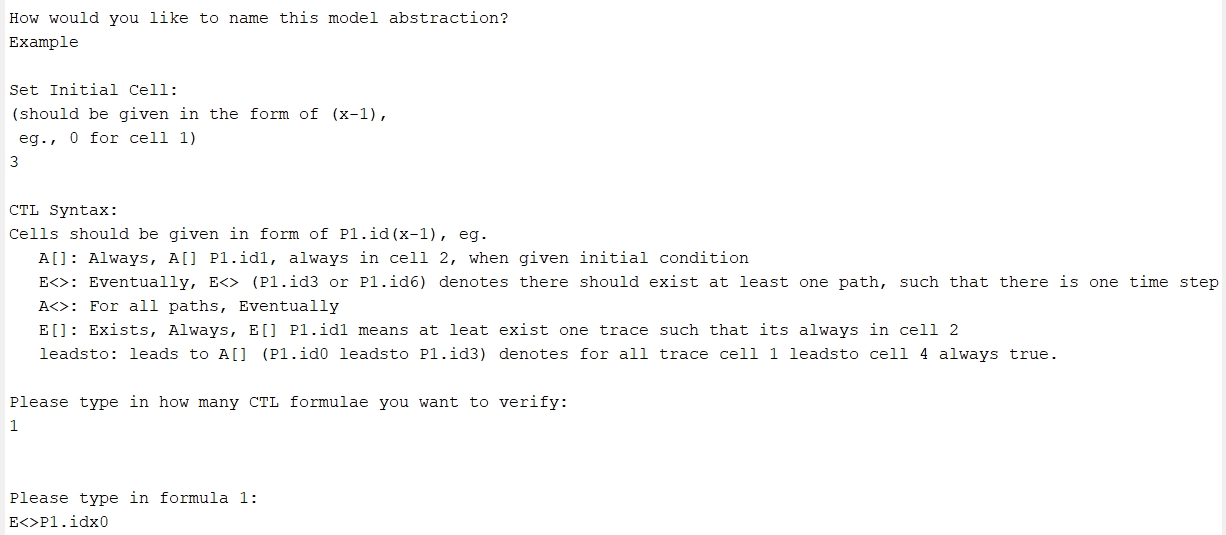 How would you like to name this model abstraction?
Example
Set Initial Cell:
(should be given in the form of (x-1),
eg., 0 for cell 1)
3
CTL Syntax:
Cells should be given in form of P1.id(x-1), eg.
A[]: Always, A[] P1.id1, always in cell 2, when given initial condition
E<>: Eventually, E<> (P1.id3 or P1.id6) denotes there should exist at least one path, such that there is one time step
A<>: For all paths, Eventually
E[]: Exists, Always, E[] P1.id1 means at leat exist one trace such that its always in cell 2
leadsto: leads to A[] (P1.id0 leadsto P1.id3) denotes for all trace cell 1 leadsto cell 4 always true.
Please type in how many CTL formulae you want to verify:
1
Please type in formula 1:
E<>P1.idx0